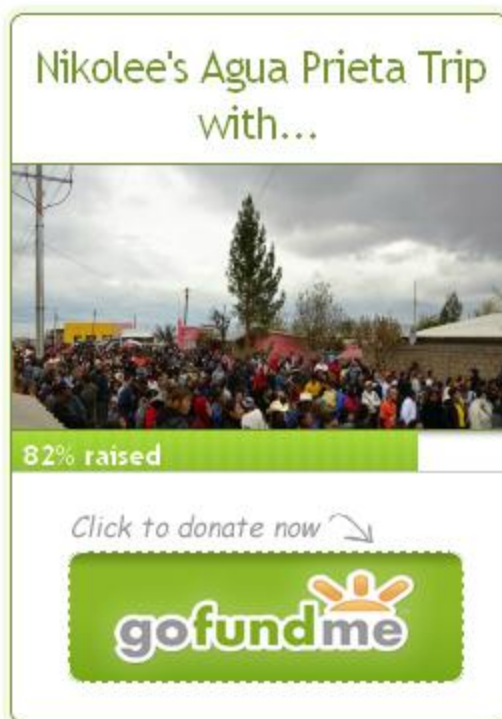 Nikolee's Agua Prieta Trip
with...
82% raised
Click to donate now
gofundme